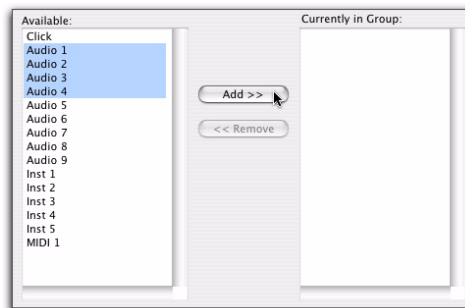 Available:
Currently in Group:
Click
Audio 1
Audio 2
Audio 3
Audio 4
Audio 5
Audio 6
Audio 7
Audio 8
Audio 9
Inst 1
Inst 2
Inst 3
Inst 4
Inst 5
MIDI 1
Add >>
<< Remove